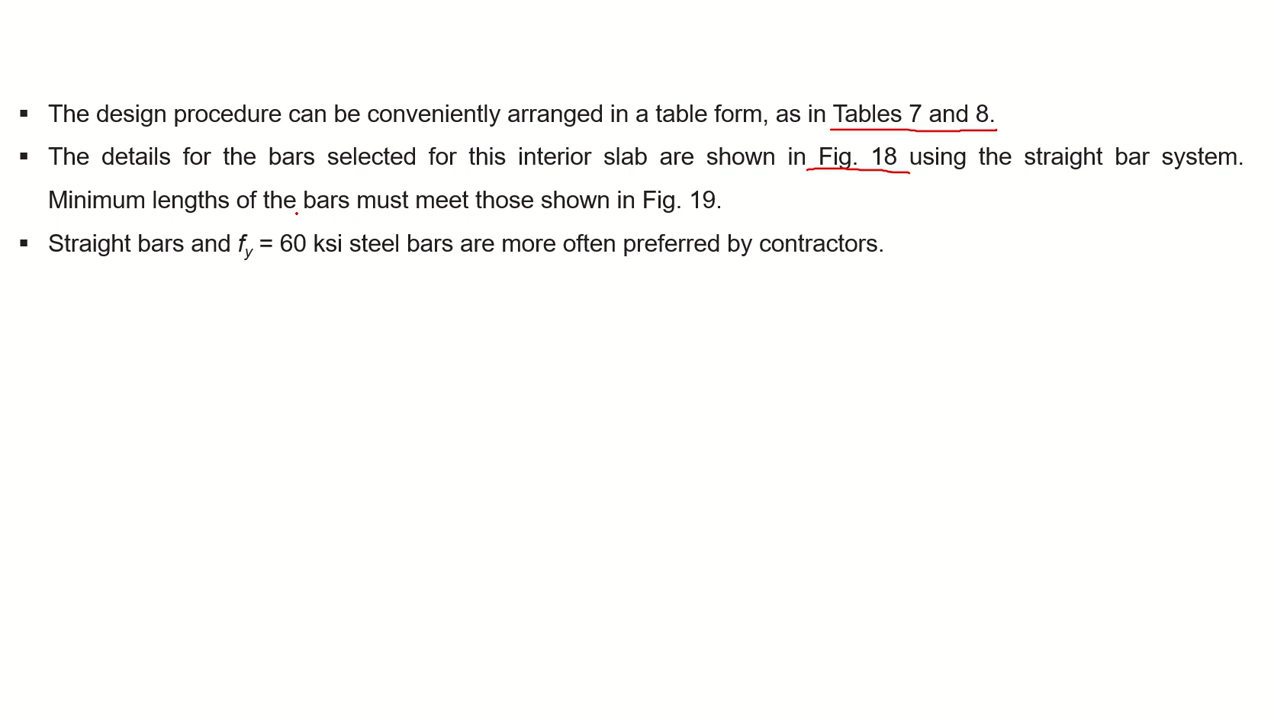 ▪ The design procedure can be conveniently arranged in a table form, as in Tables 7 and 8.
▪ The details for the bars selected for this interior slab are shown in Fig. 18 using the straight bar system.
Minimum lengths of the bars must meet those shown in Fig. 19.
▪ Straight bars and fy = 60 ksi steel bars are more often preferred by contractors.